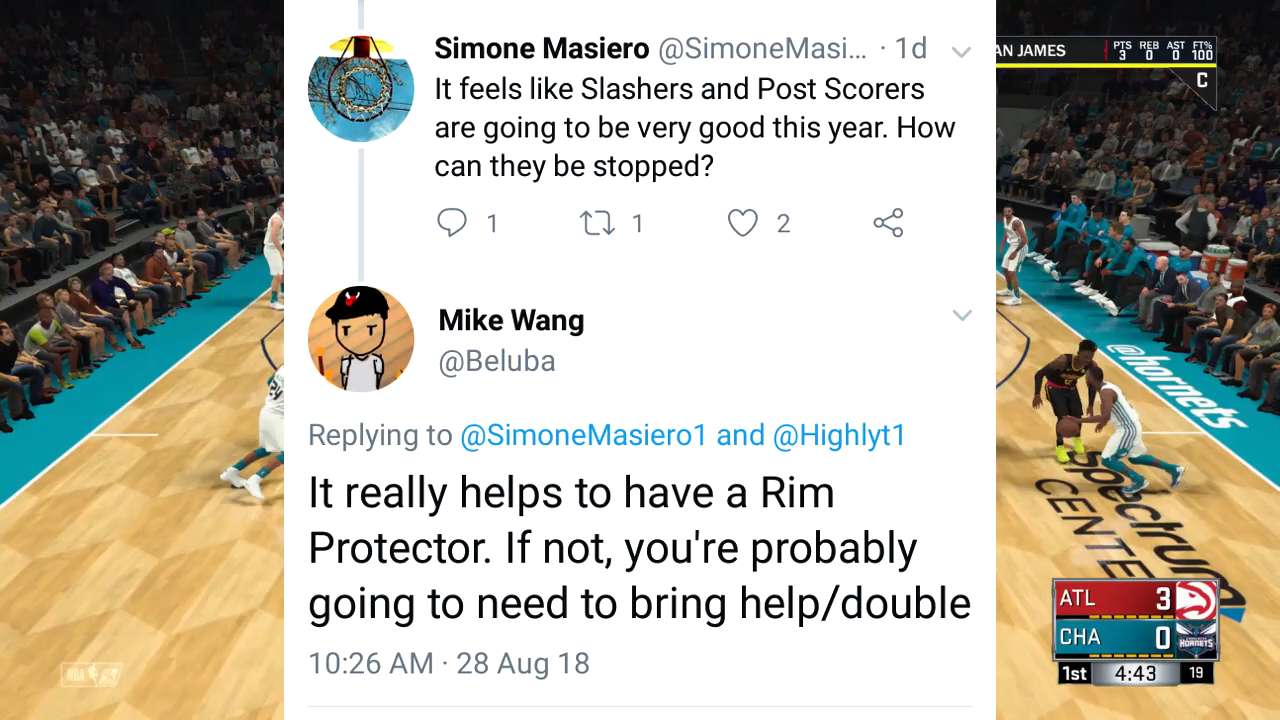 Simone Masiero @SimoneMasi... · 1d
It feels like Slashers and Post Scorers
are going to be very good this year. How
can they be stopped?
1 1 2
Mike Wang
@Beluba
Replying to @SimoneMasiero1 and @Highlyt1
It really helps to have a Rim
Protector. If not, you're probably
going to need to bring help/double
10:26 AM · 28 Aug 18
AN JAMES PTS REB AST FT%
3 0 0 100
C
@hornets
spectrum
CENTE
ATL 3
CHA 0
HORNETS
1st 4:43 19
24
NBA 2K